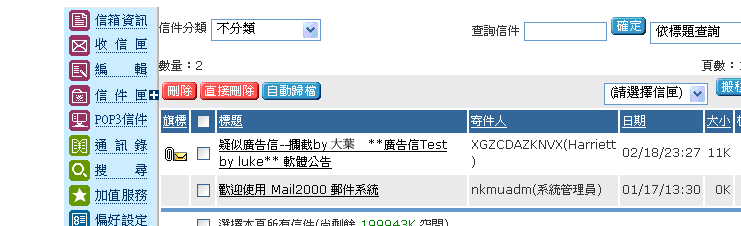 信箱資訊
收信匣
編輯
信件匣
POP3信件
通訊錄
搜尋
加值服務
偏好設定
信件分類 不分類 查詢信件 確定 依標題查詢
數量：2 頁數：
刪除 直接刪除 自動歸檔 (請選擇信匣)
旗標 標題 寄件人 日期 大小
疑似廣告信--攔截by 大葉 **廣告信Test by luke** 軟體公告 XGZCDAZKNVX(Harriett) 02/18/23:27 11K
歡迎使用 Mail2000 郵件系統 nkmuadm(系統管理員) 01/17/13:30 0K
選擇本頁所有信件(尚剩餘 199943K 空間)